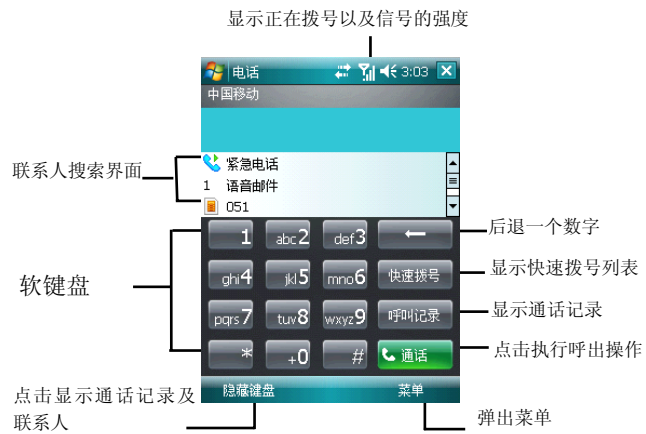 显示正在拨号以及信号的强度
电话 3:03
中国移动
联系人搜索界面
紧急电话
1 语音邮件
051
软键盘
1 abc2 def3
后退一个数字
ghi4 jkl5 mno6 快速拨号
显示快速拨号列表
pqrs7 tuv8 wxyz9 呼叫记录
显示通话记录
* +0 # 通话
点击执行呼出操作
隐藏键盘 菜单
点击显示通话记录及
联系人
弹出菜单